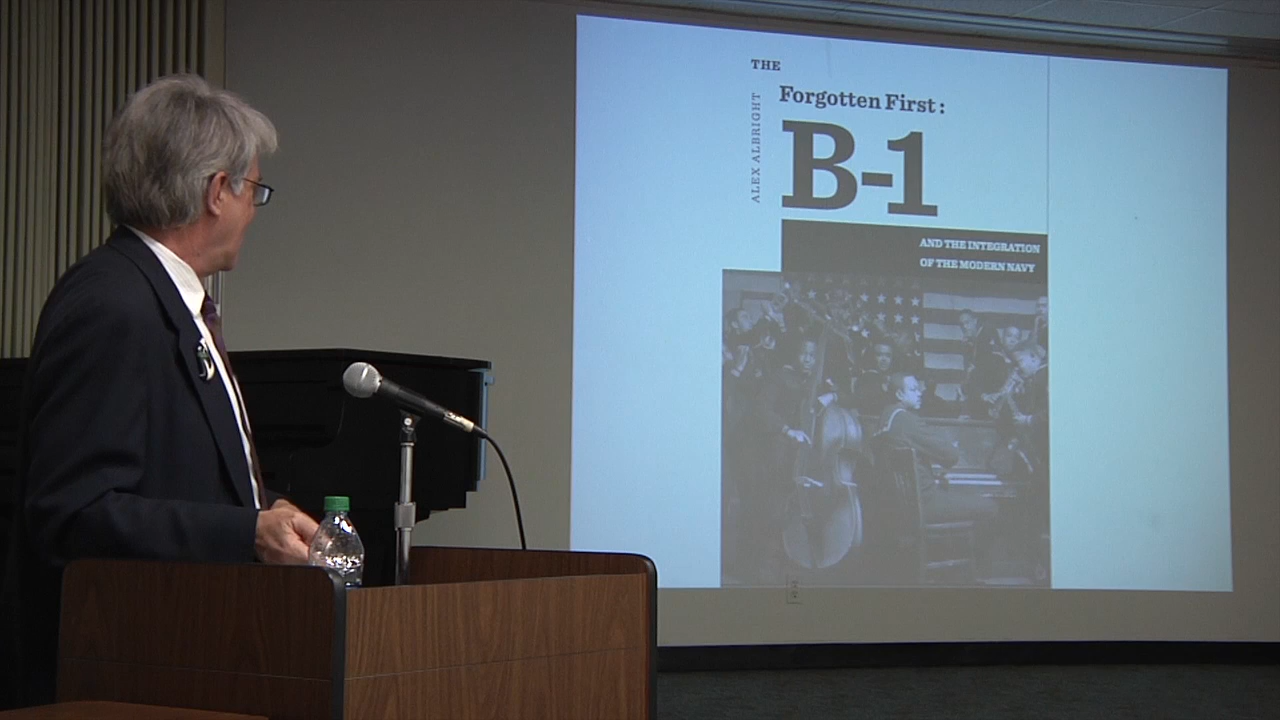 THE
Forgotten First:
ALEX ALBRIGHT
B-1
AND THE INTEGRATION
OF THE MODERN NAVY